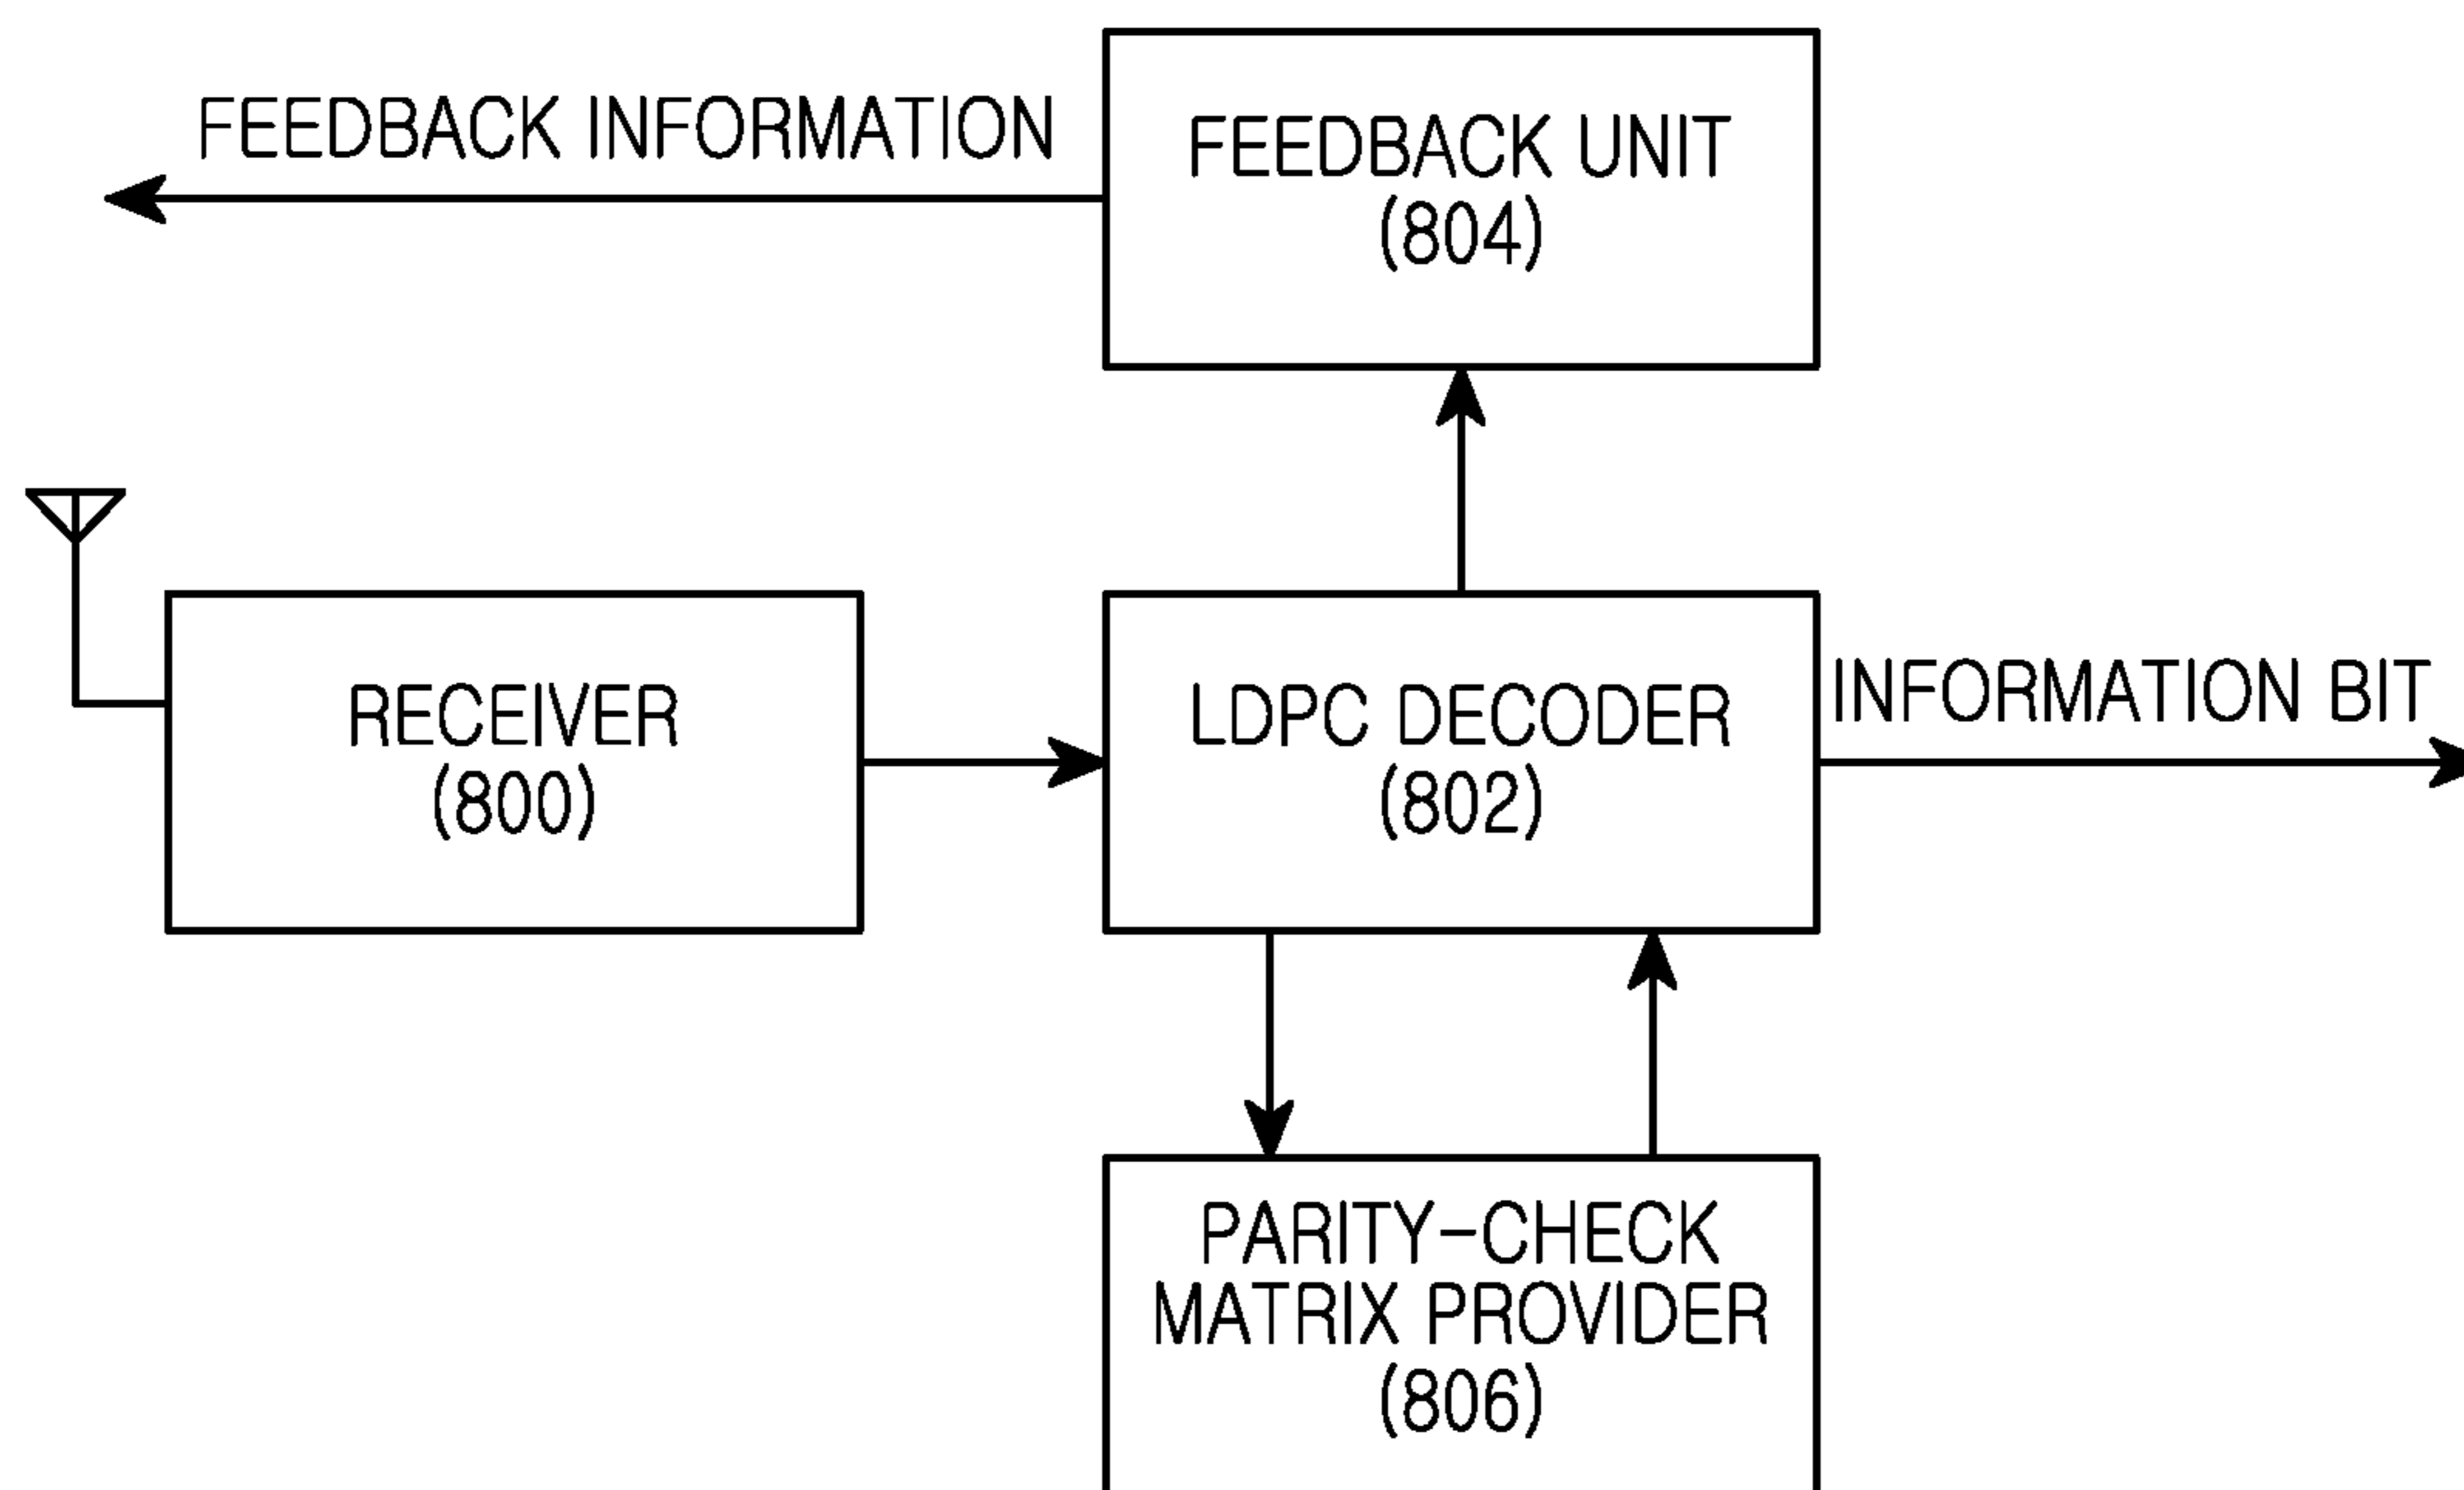 FEEDBACK INFORMATION
FEEDBACK UNIT
(804)
RECEIVER
(800)
LDPC DECODER
(802)
INFORMATION BIT
PARITY-CHECK
MATRIX PROVIDER
(806)